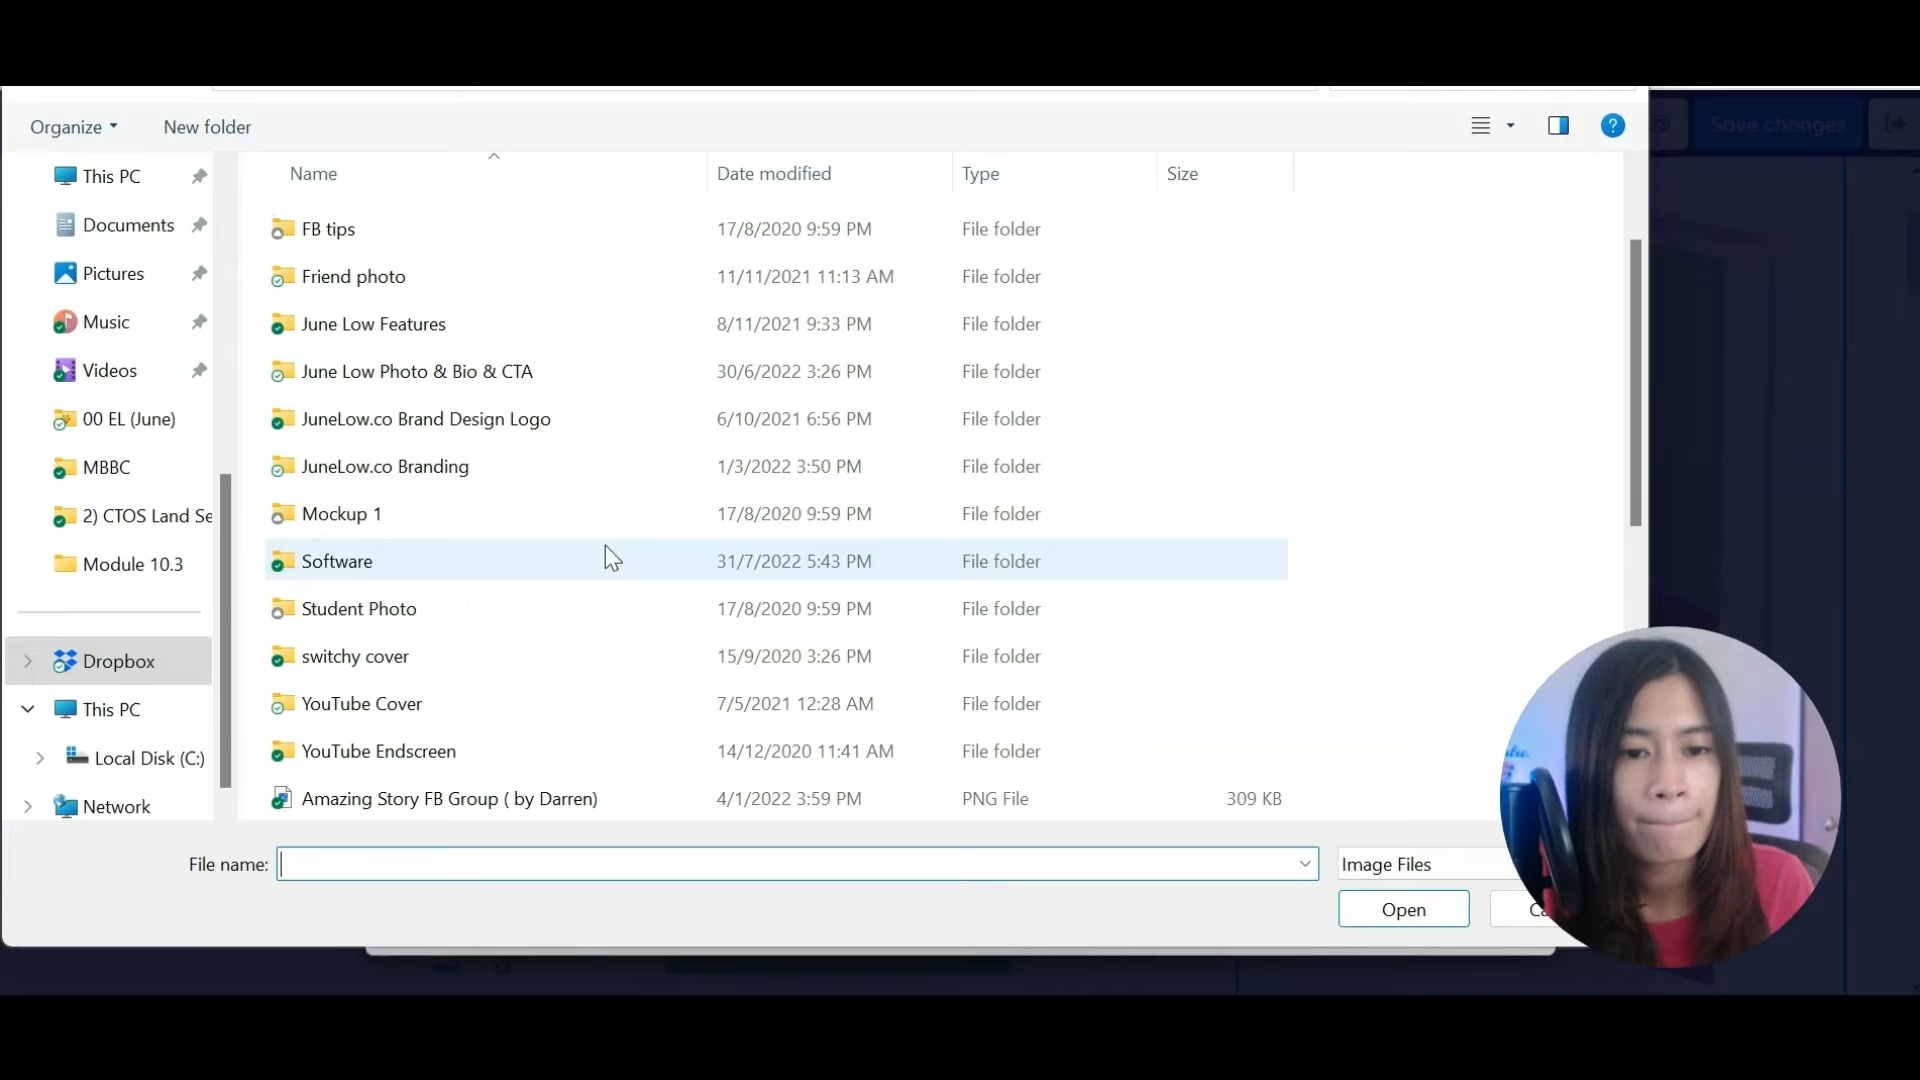 Save changes
Organize New folder
Name Date modified Type Size
This PC
Documents
Pictures
Music
Videos
00 EL (June)
MBBC
2) CTOS Land Se
Module 10.3
Dropbox
This PC
Local Disk (C:)
Network
FB tips 17/8/2020 9:59 PM File folder
Friend photo 11/11/2021 11:13 AM File folder
June Low Features 8/11/2021 9:33 PM File folder
June Low Photo & Bio & CTA 30/6/2022 3:26 PM File folder
JuneLow.co Brand Design Logo 6/10/2021 6:56 PM File folder
JuneLow.co Branding 1/3/2022 3:50 PM File folder
Mockup 1 17/8/2020 9:59 PM File folder
Software 31/7/2022 5:43 PM File folder
Student Photo 17/8/2020 9:59 PM File folder
switchy cover 15/9/2020 3:26 PM File folder
YouTube Cover 7/5/2021 12:28 AM File folder
YouTube Endscreen 14/12/2020 11:41 AM File folder
Amazing Story FB Group ( by Darren) 4/1/2022 3:59 PM PNG File 309 KB
File name: Image Files
Open Ca